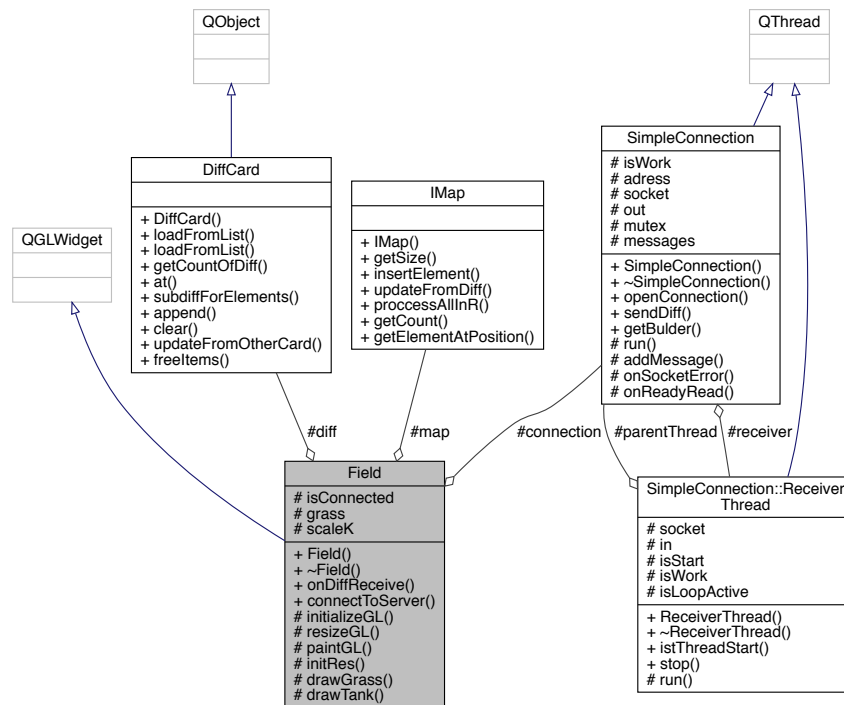 QObject
QThread
DiffCard
+ DiffCard()
+ loadFromList()
+ loadFromList()
+ getCountOfDiff()
+ at()
+ subdiffForElements()
+ append()
+ clear()
+ updateFromOtherCard()
+ freeItems()
IMap
+ IMap()
+ getSize()
+ insertElement()
+ updateFromDiff()
+ proccessAllInR()
+ getCount()
+ getElementAtPosition()
SimpleConnection
# isWork
# adress
# socket
# out
# mutex
# messages
+ SimpleConnection()
+ ~SimpleConnection()
+ openConnection()
+ sendDiff()
+ getBulder()
# run()
# addMessage()
# onSocketError()
# onReadyRead()
QGLWidget
#diff
#map
#connection
#parentThread
#receiver
Field
# isConnected
# grass
# scaleK
+ Field()
+ ~Field()
+ onDiffReceive()
+ connectToServer()
# initializeGL()
# resizeGL()
# paintGL()
# initRes()
# drawGrass()
# drawTank()
SimpleConnection::Receiver
Thread
# socket
# in
# isStart
# isWork
# isLoopActive
+ ReceiverThread()
+ ~ReceiverThread()
+ istThreadStart()
+ stop()
# run()